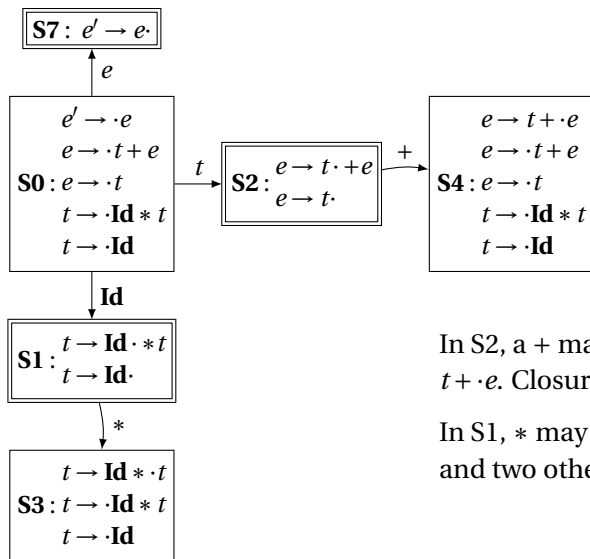 S7: e′ → e·
e
e′ → ·e
e → ·t + e
S0: e → ·t
t → ·Id * t
t → ·Id
t
S2: e → t· + e
e → t·
+
e → t + ·e
e → ·t + e
S4: e → ·t
t → ·Id * t
t → ·Id
Id
S1: t → Id· * t
t → Id·
*
t → Id * ·t
S3: t → ·Id * t
t → ·Id
In S2, a + ma
t + ·e. Closur
In S1, * may
and two othe